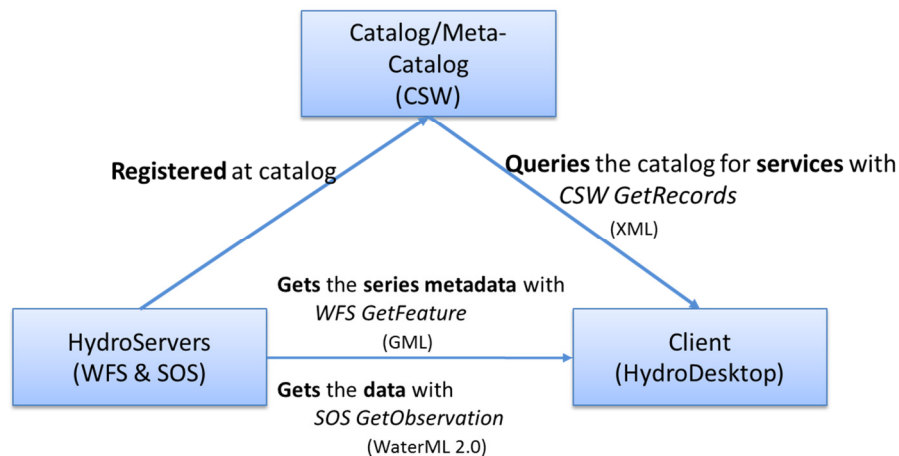 Catalog/Meta-
Catalog
(CSW)
Registered at catalog
Queries the catalog for services with
CSW GetRecords
(XML)
Gets the series metadata with
WFS GetFeature
(GML)
HydroServers
(WFS & SOS)
Client
(HydroDesktop)
Gets the data with
SOS GetObservation
(WaterML 2.0)